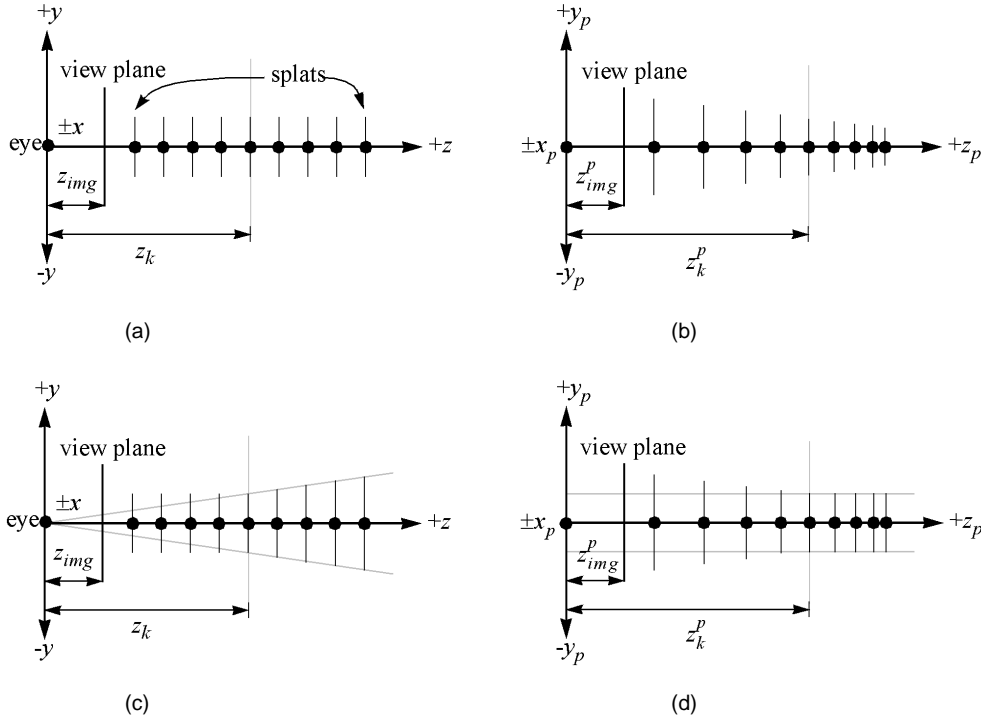 +y
view plane
splats
±x
eye
+z
z_img
z_k
-y
(a)
+y_p
view plane
±x_p
+z_p
z^p_img
z^p_k
-y_p
(b)
+y
view plane
±x
eye
+z
z_img
z_k
-y
(c)
+y_p
view plane
±x_p
+z_p
z^p_img
z^p_k
-y_p
(d)